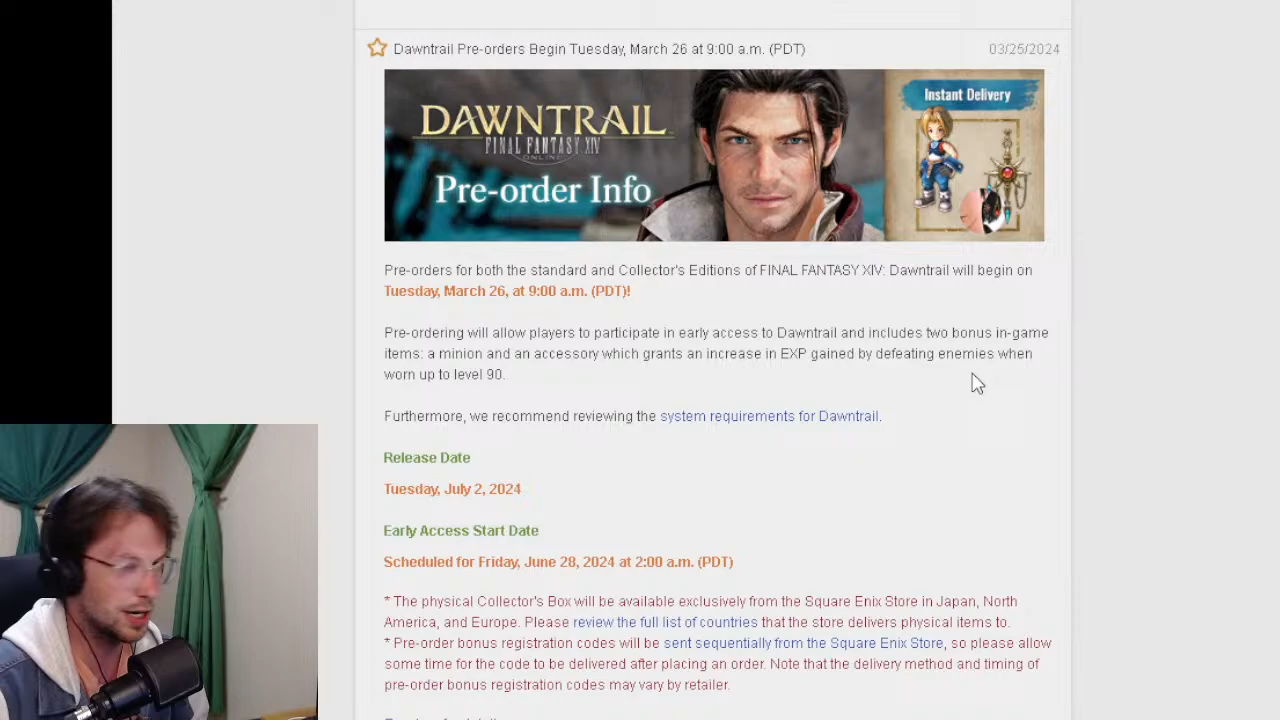 Dawntrail Pre-orders Begin Tuesday, March 26 at 9:00 a.m. (PDT)
03/25/2024
DAWNTRAIL
FINAL FANTASY XIV
ONLINE
Pre-order Info
Instant Delivery
Pre-orders for both the standard and Collector's Editions of FINAL FANTASY XIV: Dawntrail will begin on
Tuesday, March 26, at 9:00 a.m. (PDT)!
Pre-ordering will allow players to participate in early access to Dawntrail and includes two bonus in-game
items: a minion and an accessory which grants an increase in EXP gained by defeating enemies when
worn up to level 90.
Furthermore, we recommend reviewing the system requirements for Dawntrail.
Release Date
Tuesday, July 2, 2024
Early Access Start Date
Scheduled for Friday, June 28, 2024 at 2:00 a.m. (PDT)
* The physical Collector's Box will be available exclusively from the Square Enix Store in Japan, North
America, and Europe. Please review the full list of countries that the store delivers physical items to.
* Pre-order bonus registration codes will be sent sequentially from the Square Enix Store, so please allow
some time for the code to be delivered after placing an order. Note that the delivery method and timing of
pre-order bonus registration codes may vary by retailer.